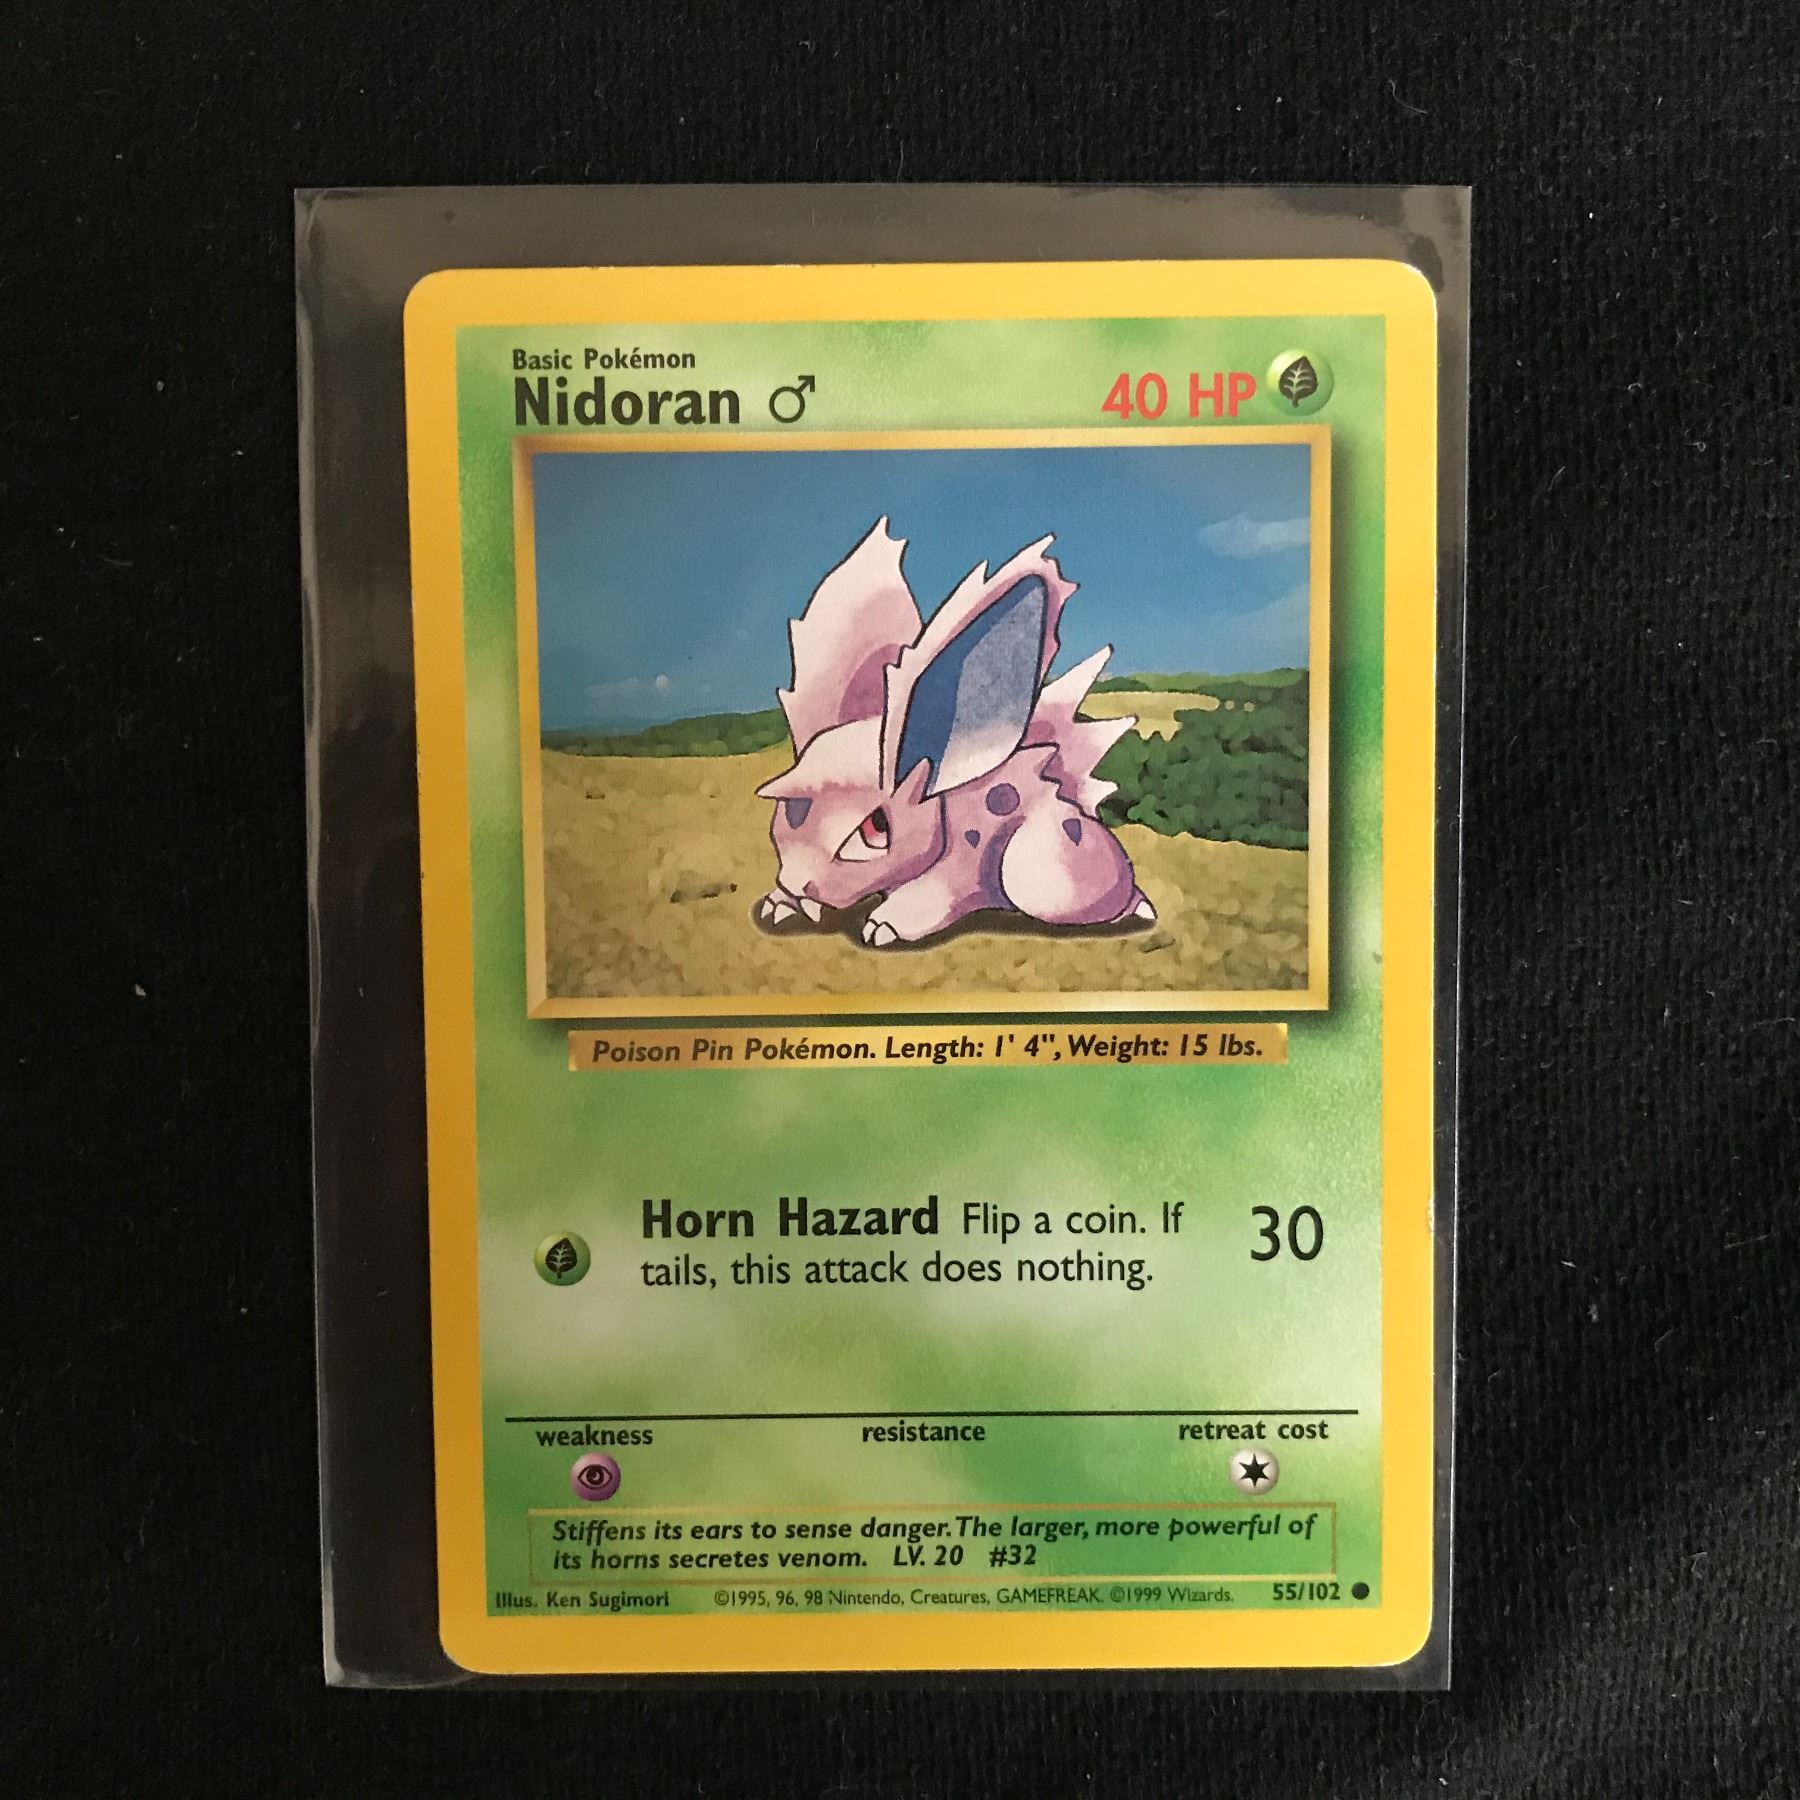 Basic Pokémon
Nidoran ♂ 40 HP
Poison Pin Pokémon. Length: 1' 4", Weight: 15 lbs.
Horn Hazard Flip a coin. If
tails, this attack does nothing.
30
weakness resistance retreat cost
Stiffens its ears to sense danger. The larger, more powerful of
its horns secretes venom. LV. 20 #32
Illus. Ken Sugimori ©1995, 96, 98 Nintendo, Creatures, GAMEFREAK. ©1999 Wizards. 55/102 ●